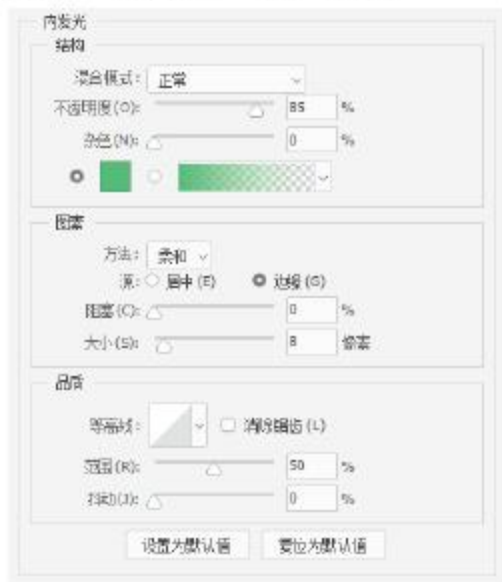 内发光
结构
混合模式: 正常
不透明度(O): 85 %
杂色(N): 0 %
图素
方法: 柔和
源: 居中(E) 边缘(G)
阻塞(C): 0 %
大小(S): 8 像素
品质
等高线: 消除锯齿(L)
范围(R): 50 %
抖动(J): 0 %
设置为默认值 复位为默认值